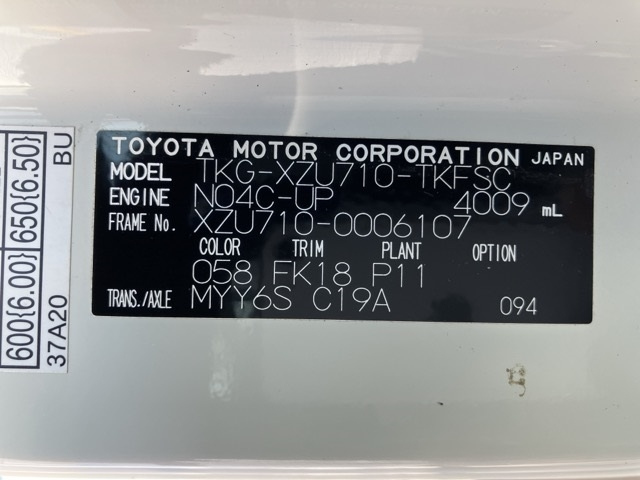 TOYOTA MOTOR CORPORATION JAPAN
MODEL TKG-XZU710-TKFSC
ENGINE N04C-UP 4009 mL
FRAME No. XZU710-0006107
COLOR TRIM PLANT OPTION
058 FK18 P11
TRANS./AXLE MYY6S C19A 094
600{6.00} 650{6.50}
37A20 BU